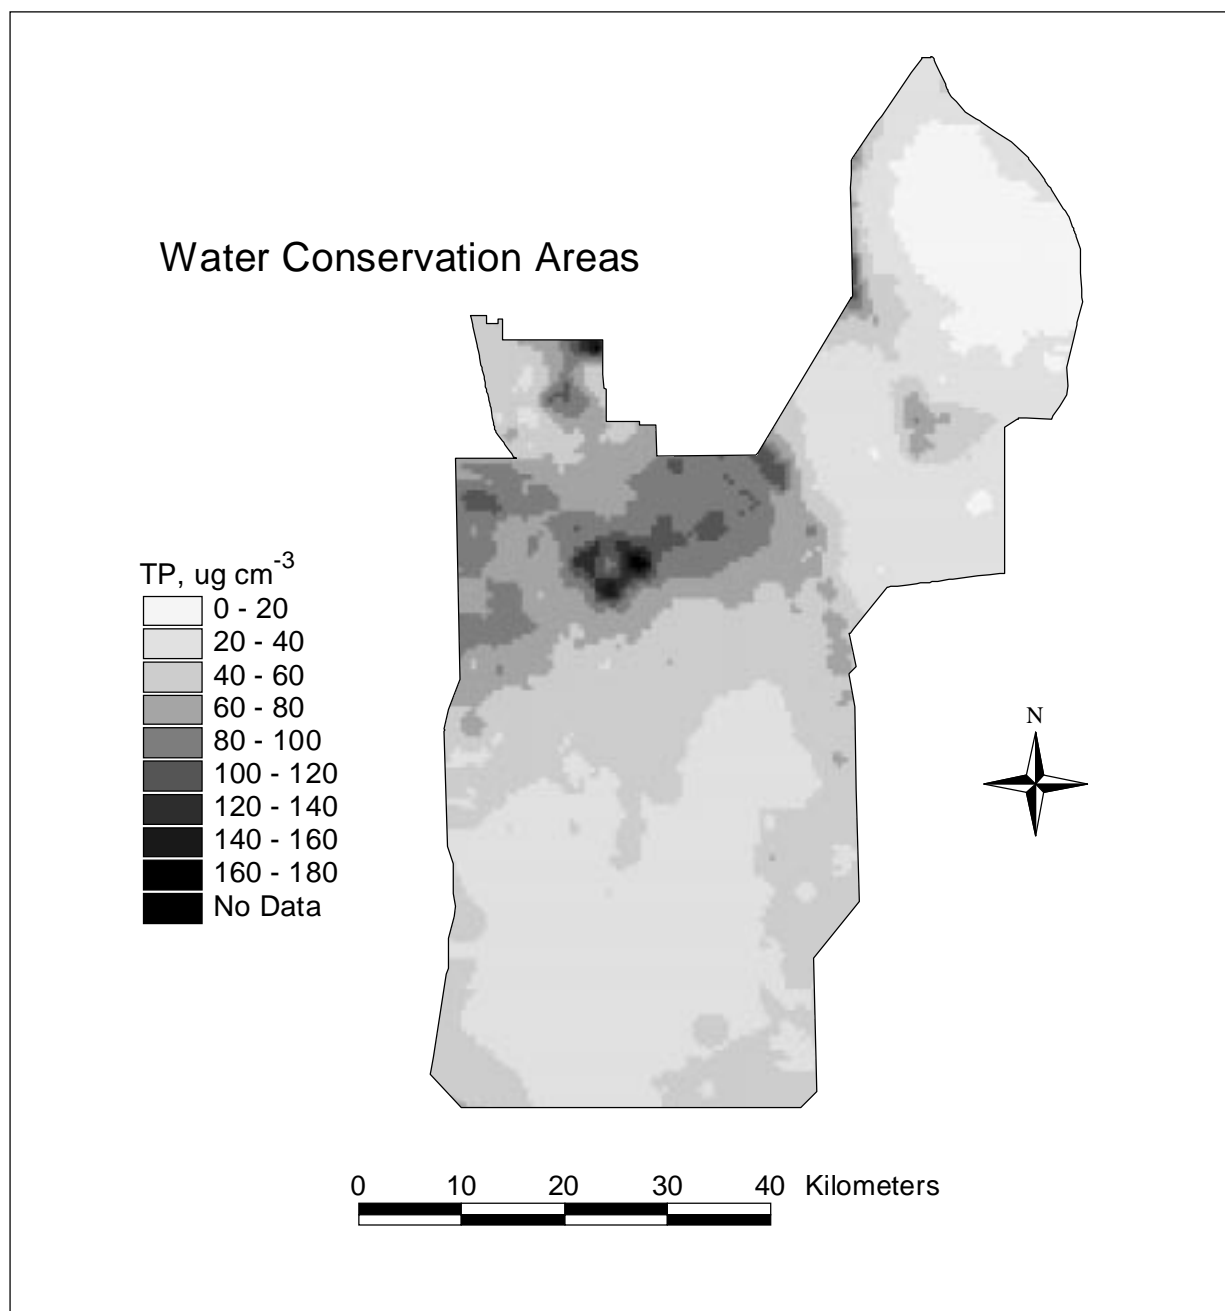 Water Conservation Areas
TP, ug cm-3
0 - 20
20 - 40
40 - 60
60 - 80
80 - 100
100 - 120
120 - 140
140 - 160
160 - 180
No Data
N
0 10 20 30 40 Kilometers